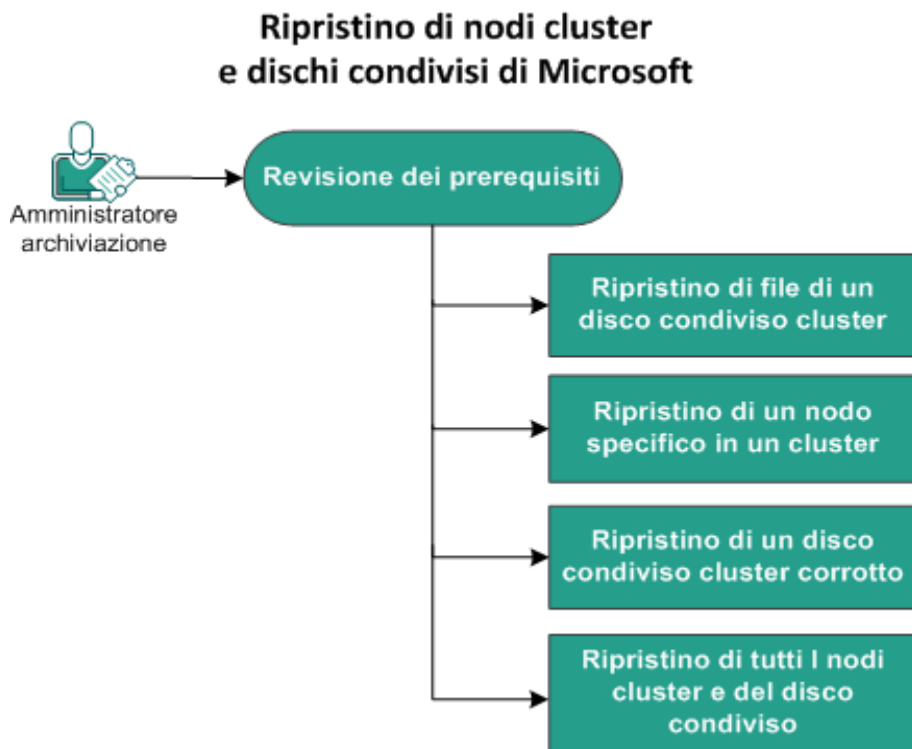 Ripristino di nodi cluster
e dischi condivisi di Microsoft
Revisione dei prerequisiti
Amministratore
archiviazione
Ripristino di file di un
disco condiviso cluster
Ripristino di un nodo
specifico in un cluster
Ripristino di un disco
condiviso cluster corrotto
Ripristino di tutti I nodi
cluster e del disco
condiviso